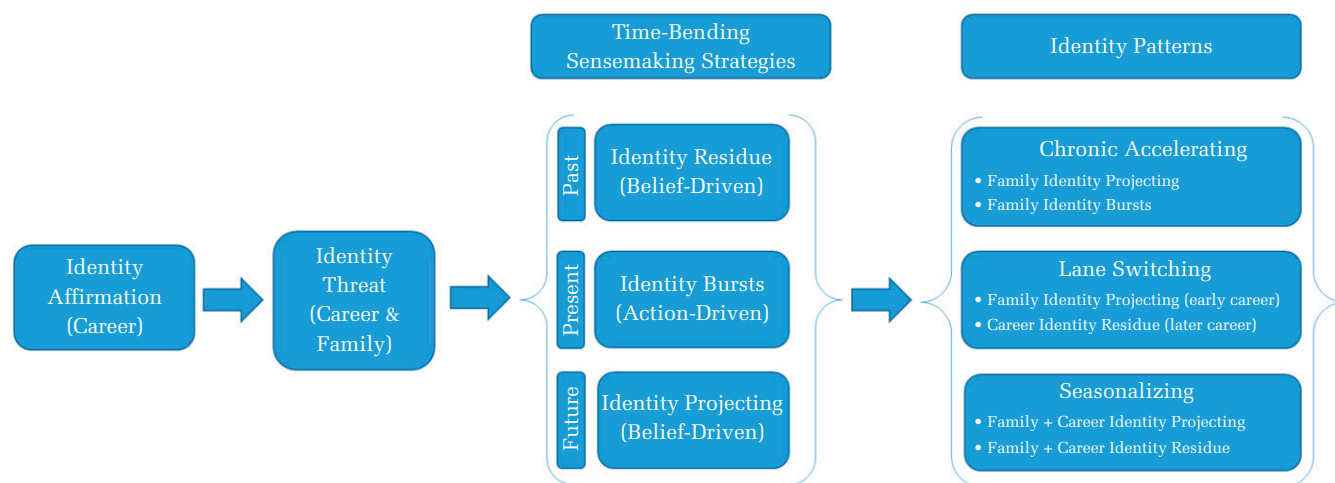 Time-Bending
Sensemaking Strategies
Identity Patterns
Identity
Affirmation
(Career)
Identity
Threat
(Career &
Family)
Past
Identity Residue
(Belief-Driven)
Present
Identity Bursts
(Action-Driven)
Future
Identity Projecting
(Belief-Driven)
Chronic Accelerating
• Family Identity Projecting
• Family Identity Bursts
Lane Switching
• Family Identity Projecting (early career)
• Career Identity Residue (later career)
Seasonalizing
• Family + Career Identity Projecting
• Family + Career Identity Residue